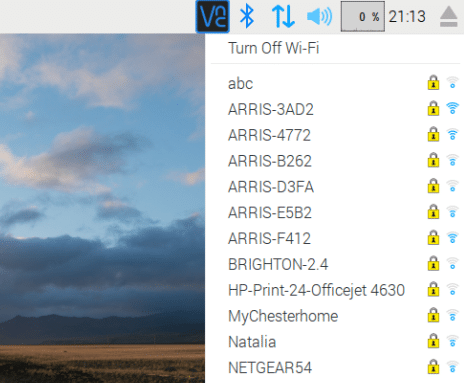 VNC
0 %
21:13
Turn Off Wi-Fi
abc
ARRIS-3AD2
ARRIS-4772
ARRIS-B262
ARRIS-D3FA
ARRIS-E5B2
ARRIS-F412
BRIGHTON-2.4
HP-Print-24-Officejet 4630
MyChesterhome
Natalia
NETGEAR54